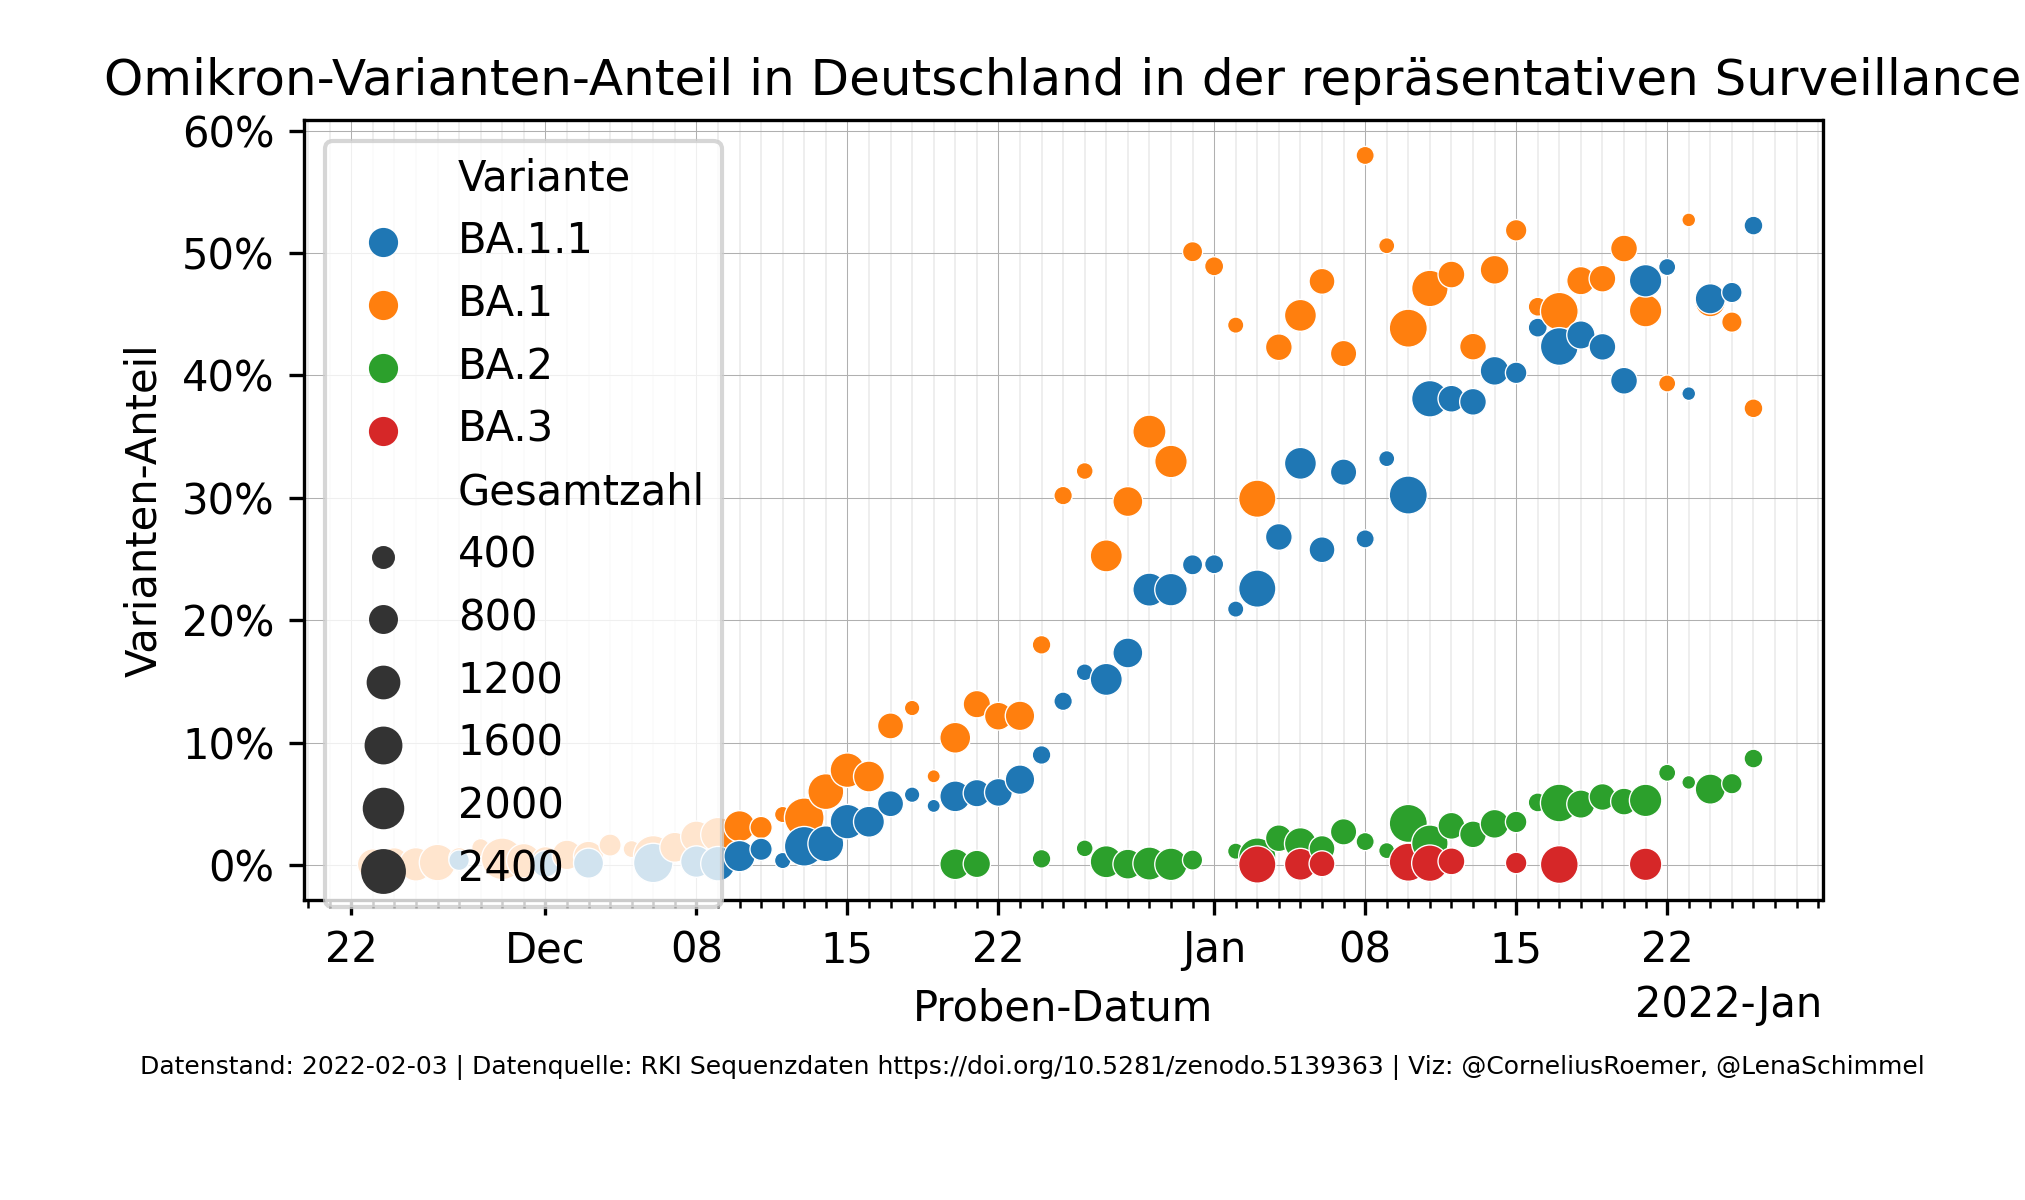 Omikron-Varianten-Anteil in Deutschland in der repräsentativen Surveillance
60%
50%
40%
30%
20%
10%
0%
Varianten-Anteil
Variante
BA.1.1
BA.1
BA.2
BA.3
Gesamtzahl
400
800
1200
1600
2000
2400
22 Dec 08 15 22 Jan 08 15 22
Proben-Datum
2022-Jan
Datenstand: 2022-02-03 | Datenquelle: RKI Sequenzdaten https://doi.org/10.5281/zenodo.5139363 | Viz: @CorneliusRoemer, @LenaSchimmel